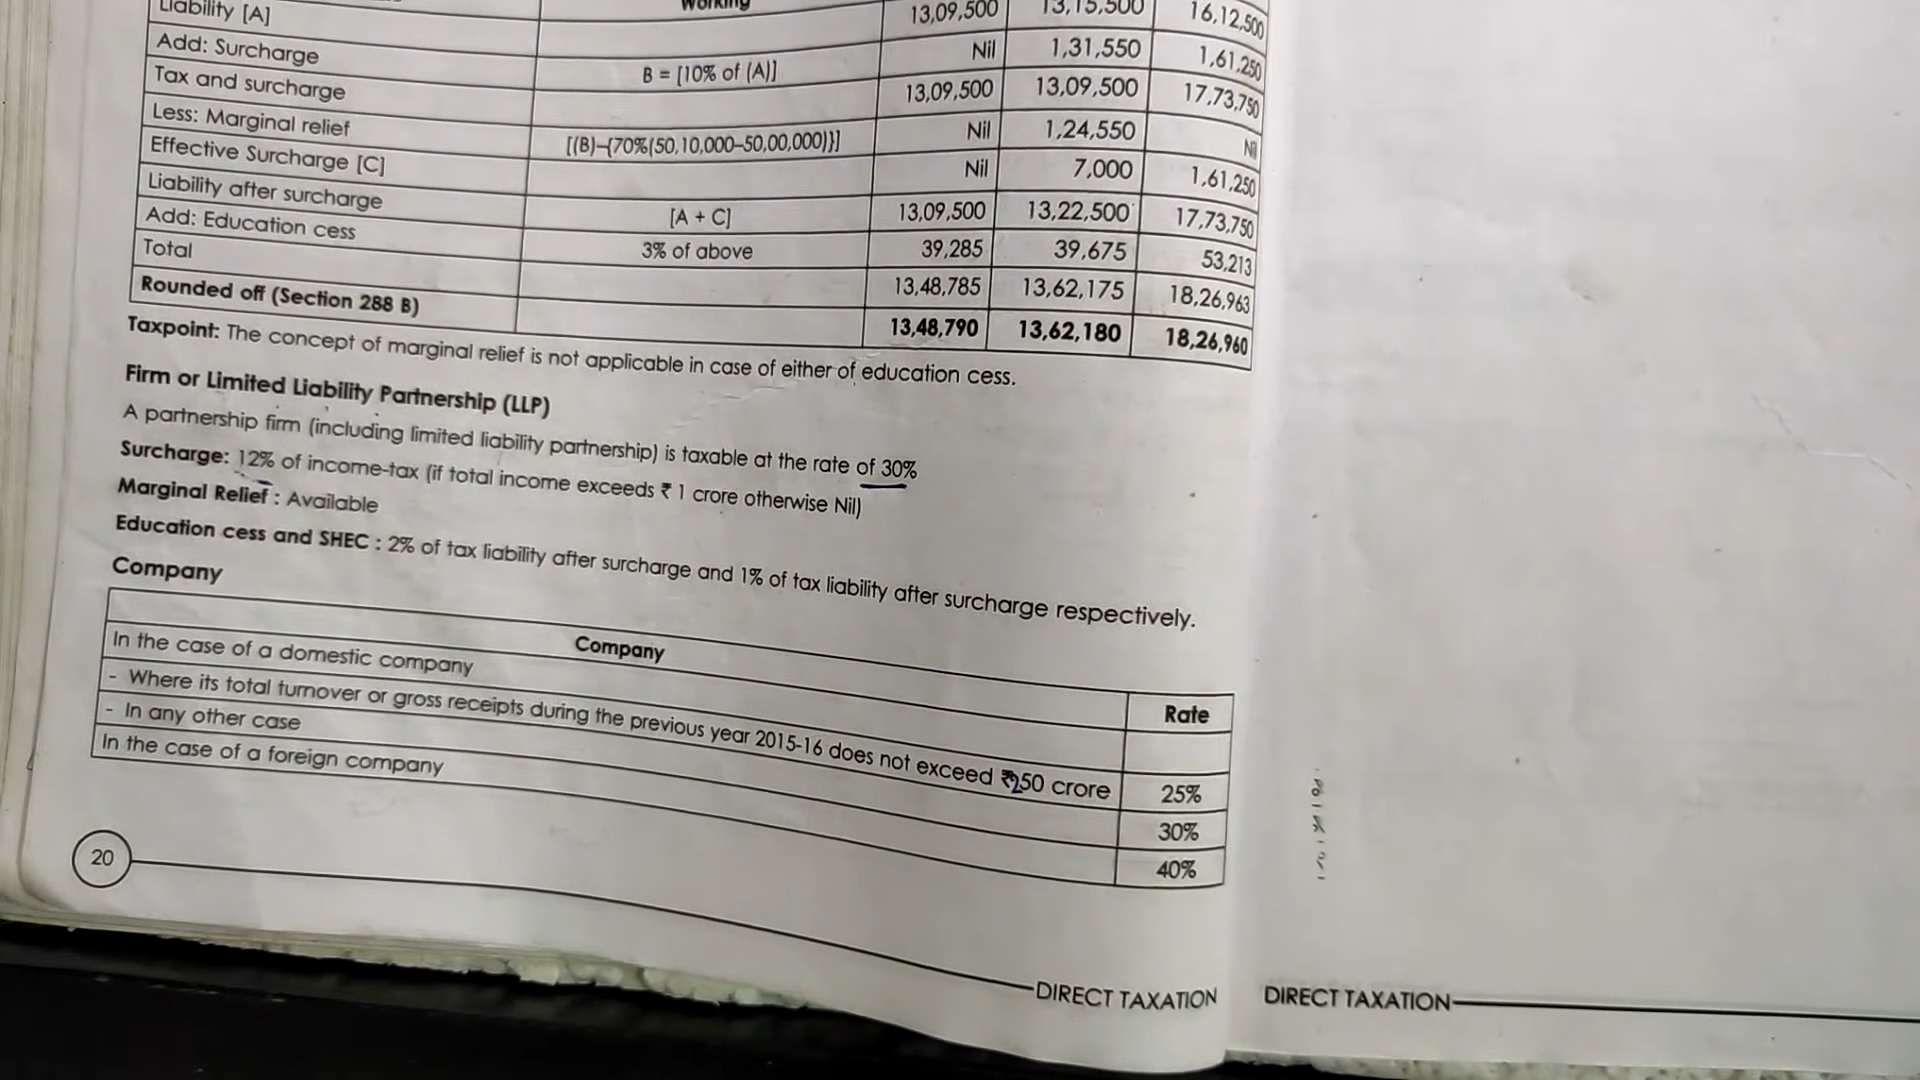 Liability [A] Working 13,09,500 13,15,500 16,12,500
Add: Surcharge B = [10% of (A)] Nil 1,31,550 1,61,250
Tax and surcharge 13,09,500 13,09,500 17,73,750
Less: Marginal relief [(B)–{70%(50,10,000–50,00,000)}] Nil 1,24,550 Nil
Effective Surcharge [C] Nil 7,000 1,61,250
Liability after surcharge [A + C] 13,09,500 13,22,500 17,73,750
Add: Education cess 3% of above 39,285 39,675 53,213
Total 13,48,785 13,62,175 18,26,963
Rounded off (Section 288 B) 13,48,790 13,62,180 18,26,960
Taxpoint: The concept of marginal relief is not applicable in case of either of education cess.
Firm or Limited Liability Partnership (LLP)
A partnership firm (including limited liability partnership) is taxable at the rate of 30%
Surcharge: 12% of income-tax (if total income exceeds ₹ 1 crore otherwise Nil)
Marginal Relief : Available
Education cess and SHEC : 2% of tax liability after surcharge and 1% of tax liability after surcharge respectively.
Company
Company Rate
In the case of a domestic company
- Where its total turnover or gross receipts during the previous year 2015-16 does not exceed ₹250 crore 25%
- In any other case 30%
In the case of a foreign company 40%
20
DIRECT TAXATION
DIRECT TAXATION